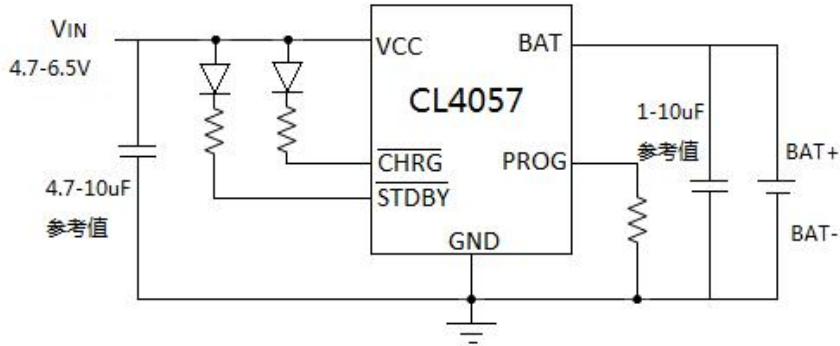 VIN
4.7-6.5V
4.7-10uF
参考值
VCC
BAT
CL4057
CHRG
PROG
STDBY
GND
1-10uF
参考值
BAT+
BAT-